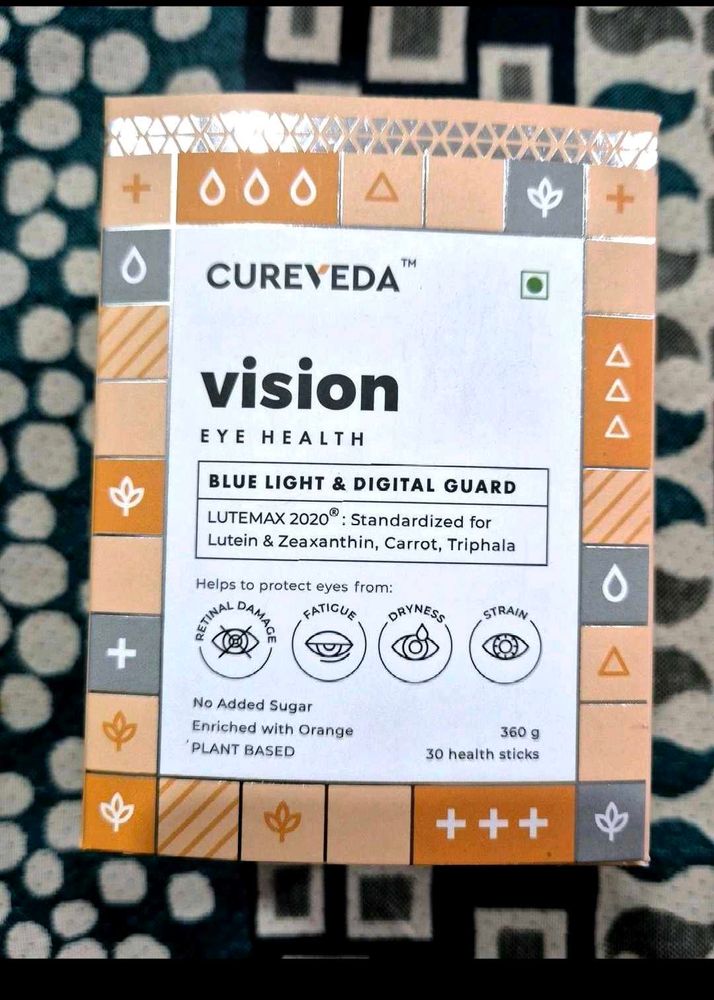 CUREVEDA™
vision
EYE HEALTH
BLUE LIGHT & DIGITAL GUARD
LUTEMAX 2020® : Standardized for
Lutein & Zeaxanthin, Carrot, Triphala
Helps to protect eyes from:
RETINAL DAMAGE
FATIGUE
DRYNESS
STRAIN
No Added Sugar
Enriched with Orange
PLANT BASED
360 g
30 health sticks